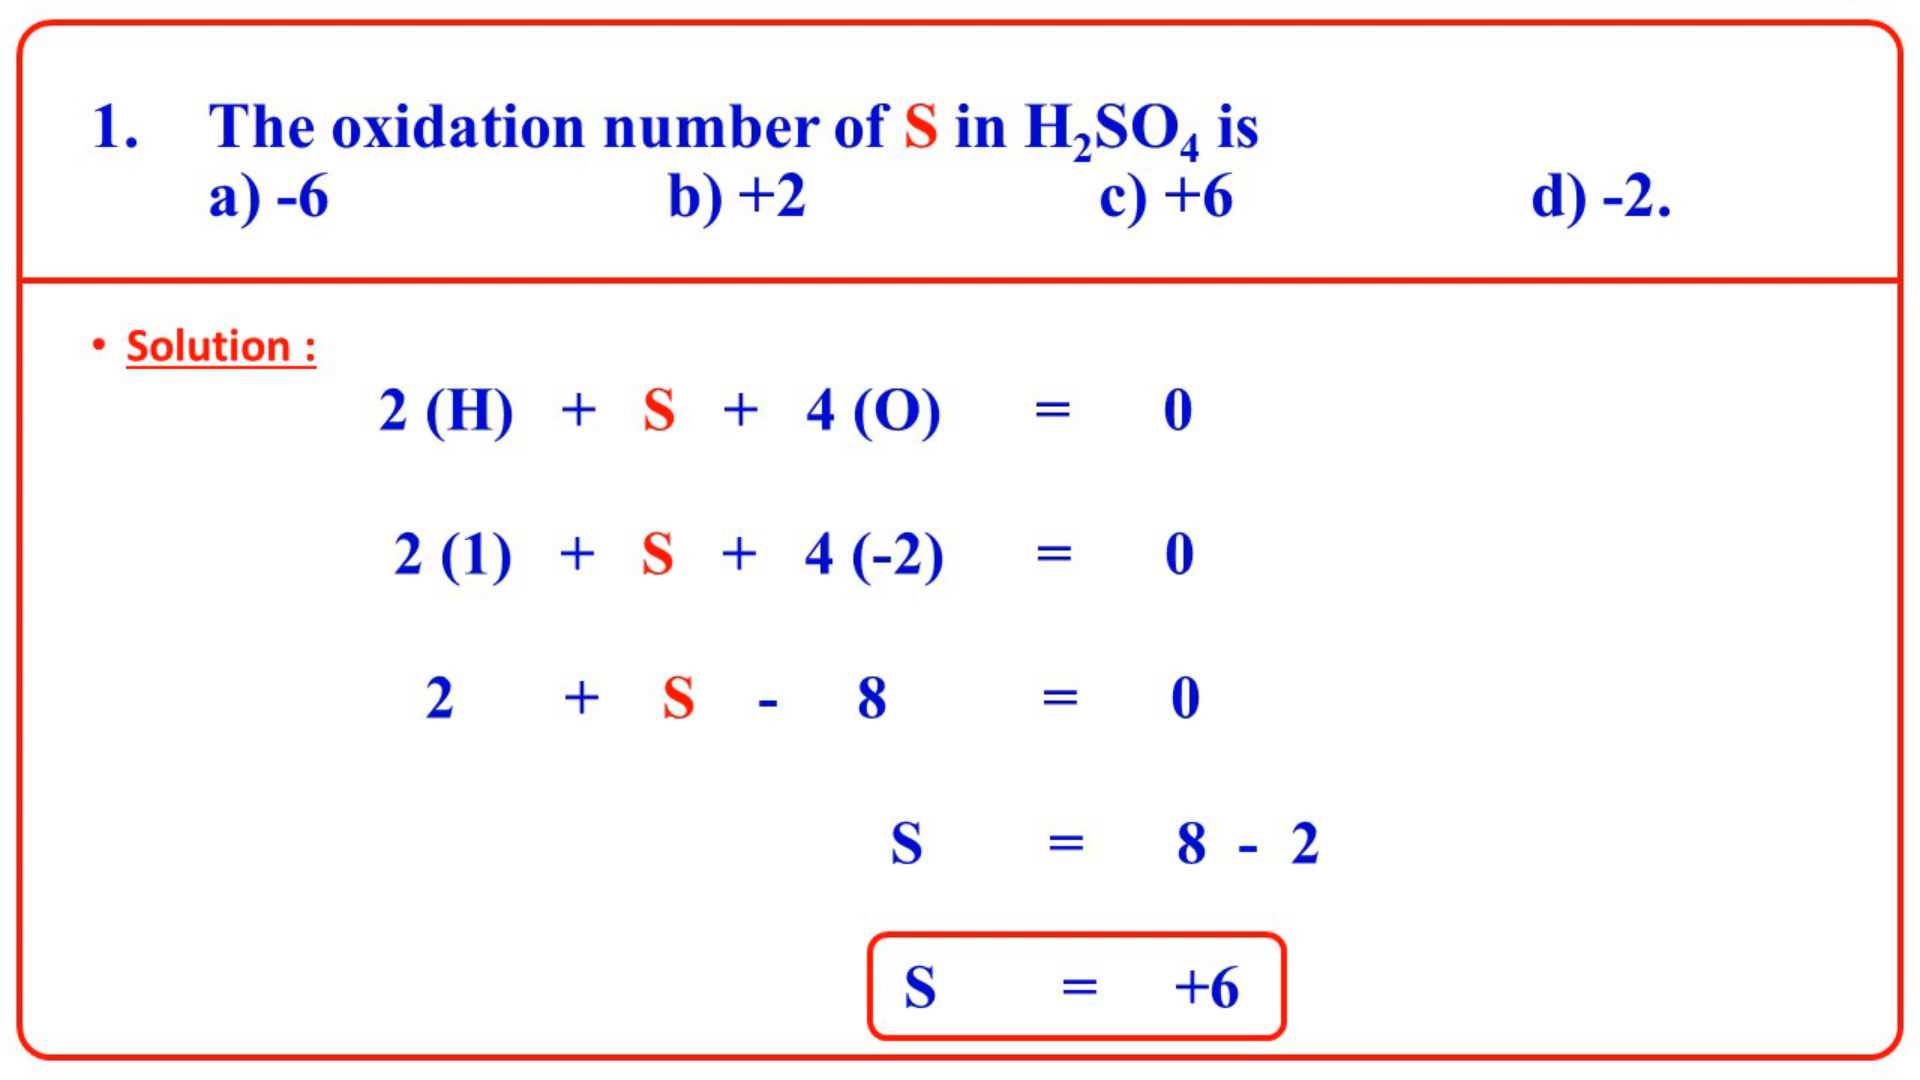 1. The oxidation number of S in H₂SO₄ is
a) -6 b) +2 c) +6 d) -2.
• Solution :
2 (H) + S + 4 (O) = 0
2 (1) + S + 4 (-2) = 0
2 + S - 8 = 0
S = 8 - 2
S = +6